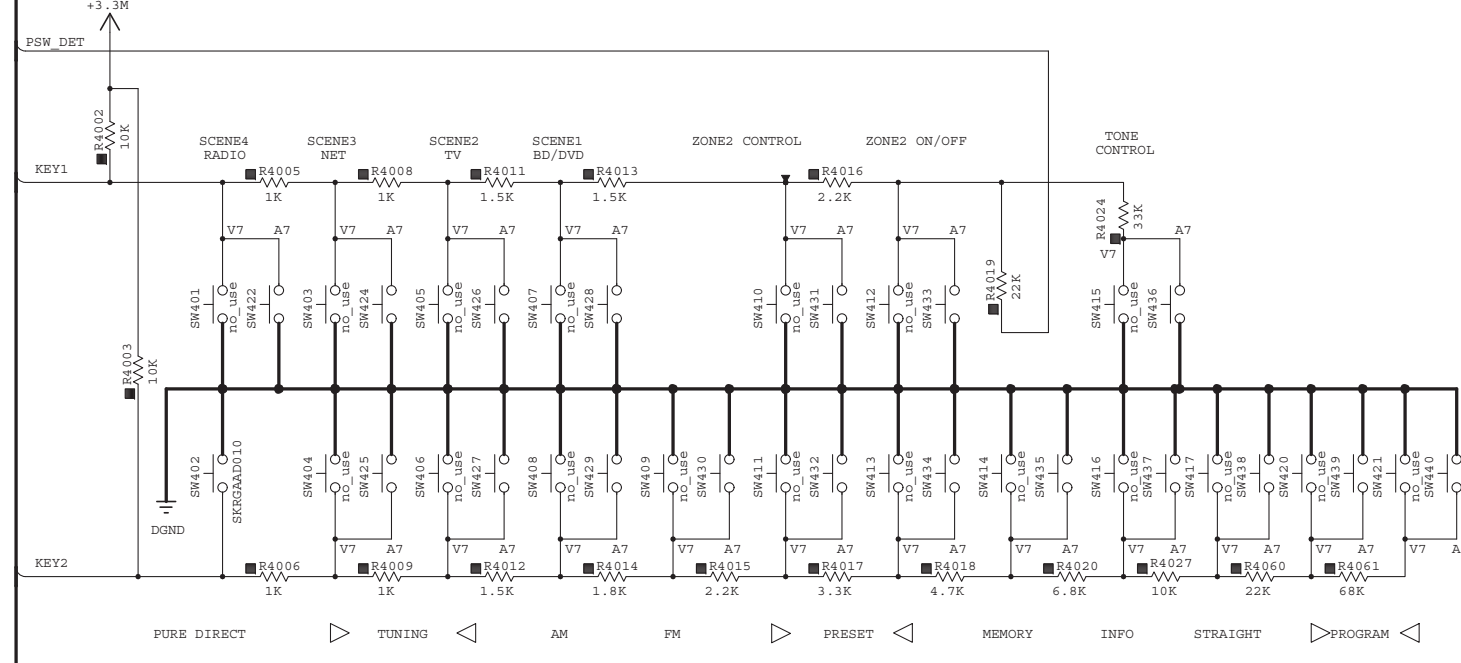 +3.3M
PSW_DET
R4002
10K
SCENE4
RADIO
SCENE3
NET
SCENE2
TV
SCENE1
BD/DVD
ZONE2 CONTROL
ZONE2 ON/OFF
TONE
CONTROL
KEY1
R4005
1K
R4008
1K
R4011
1.5K
R4013
1.5K
R4016
2.2K
R4024
33K
V7 A7 V7 A7 V7 A7 V7 A7 V7 A7 V7 A7 V7 A7
SW401
no_use
SW422
SW403
no_use
SW424
SW405
no_use
SW426
SW407
no_use
SW428
SW410
no_use
SW431
SW412
no_use
SW433
R4019
22K
SW415
no_use
SW436
R4003
10K
DGND
SW402
SKRGAAD010
SW404
no_use
SW425
SW406
no_use
SW427
SW408
no_use
SW429
SW409
no_use
SW430
SW411
no_use
SW432
SW413
no_use
SW434
SW414
no_use
SW435
SW416
no_use
SW437
SW417
no_use
SW438
SW420
no_use
SW439
SW421
no_use
SW440
V7 A7 V7 A7 V7 A7 V7 A7 V7 A7 V7 A7 V7 A7 V7 A7 V7 A7 V7 A7 V7 A
KEY2
R4006
1K
R4009
1K
R4012
1.5K
R4014
1.8K
R4015
2.2K
R4017
3.3K
R4018
4.7K
R4020
6.8K
R4027
10K
R4060
22K
R4061
68K
PURE DIRECT
TUNING
AM
FM
PRESET
MEMORY
INFO
STRAIGHT
PROGRAM